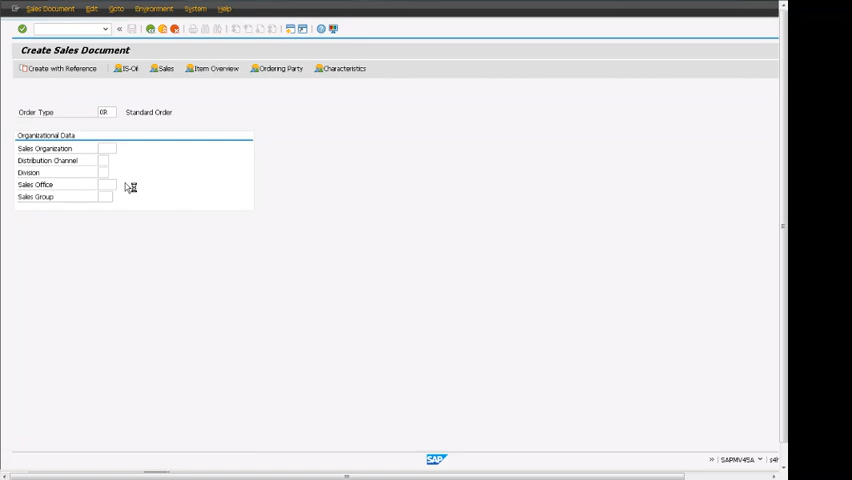 Sales Document Edit Goto Environment System Help
Create Sales Document
Create with Reference IS-Oil Sales Item Overview Ordering Party Characteristics
Order Type OR Standard Order
Organizational Data
Sales Organization
Distribution Channel
Division
Sales Office
Sales Group
SAP SAPMV45A s4h